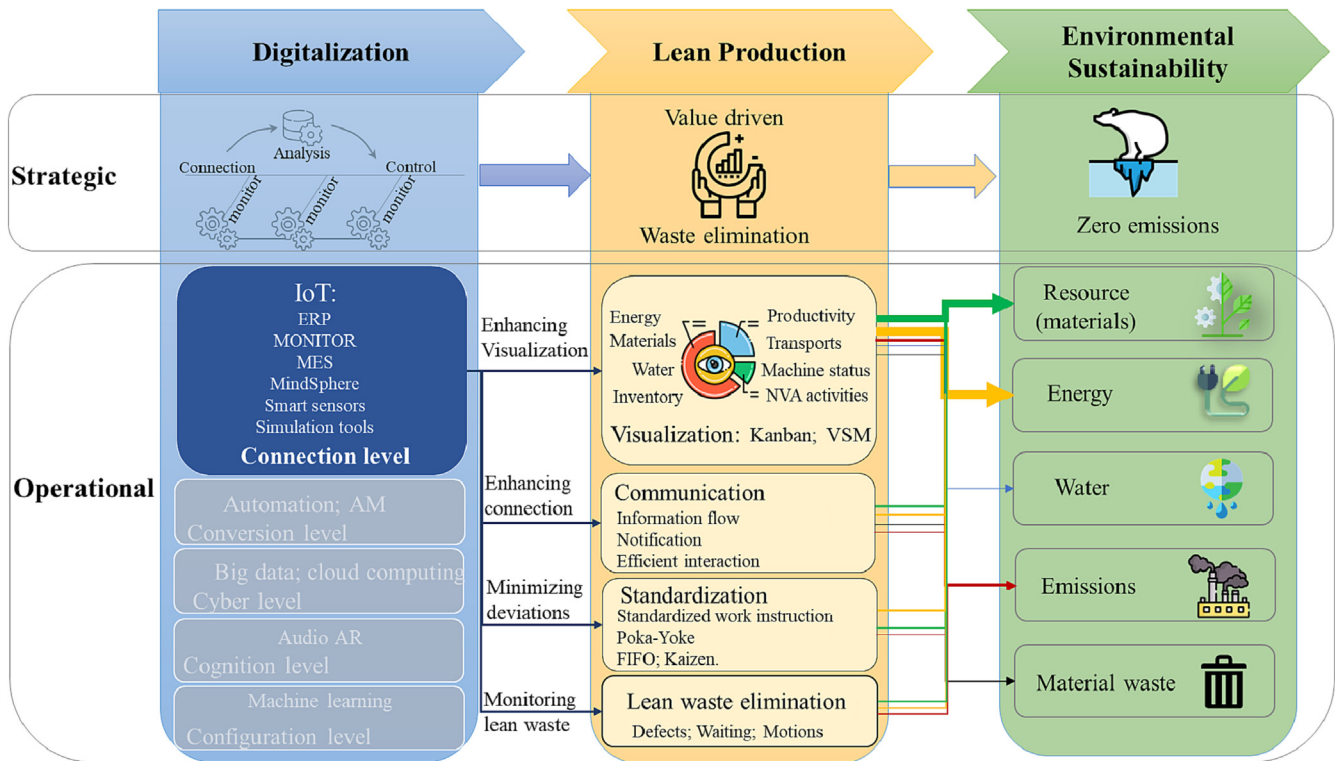 Digitalization
Lean Production
Environmental
Sustainability
Strategic
Analysis
Connection
Control
monitor
monitor
monitor
Value driven
Waste elimination
Zero emissions
Operational
IoT:
ERP
MONITOR
MES
MindSphere
Smart sensors
Simulation tools
Connection level
Automation; AM
Conversion level
Big data; cloud computing
Cyber level
Audio AR
Cognition level
Machine learning
Configuration level
Enhancing
Visualization
Enhancing
connection
Minimizing
deviations
Monitoring
lean waste
Energy
Materials
Water
Inventory
Productivity
Transports
Machine status
NVA activities
Visualization: Kanban; VSM
Communication
Information flow
Notification
Efficient interaction
Standardization
Standardized work instruction
Poka-Yoke
FIFO; Kaizen.
Lean waste elimination
Defects; Waiting; Motions
Resource
(materials)
Energy
Water
Emissions
Material waste